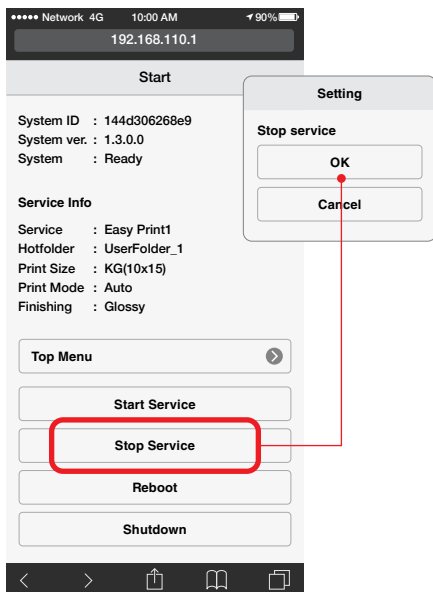 Network 4G 10:00 AM 90%
192.168.110.1
Start
System ID : 144d306268e9
System ver. : 1.3.0.0
System : Ready
Service Info
Service : Easy Print1
Hotfolder : UserFolder_1
Print Size : KG(10x15)
Print Mode : Auto
Finishing : Glossy
Top Menu
Start Service
Stop Service
Reboot
Shutdown
Setting
Stop service
OK
Cancel